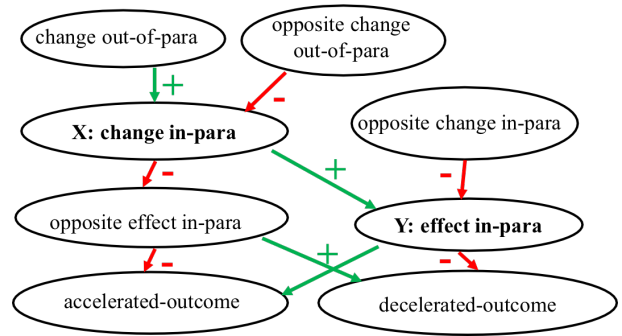 change out-of-para
opposite change
out-of-para
+
-
X: change in-para
opposite change in-para
-
+
-
opposite effect in-para
Y: effect in-para
-
+
-
accelerated-outcome
decelerated-outcome